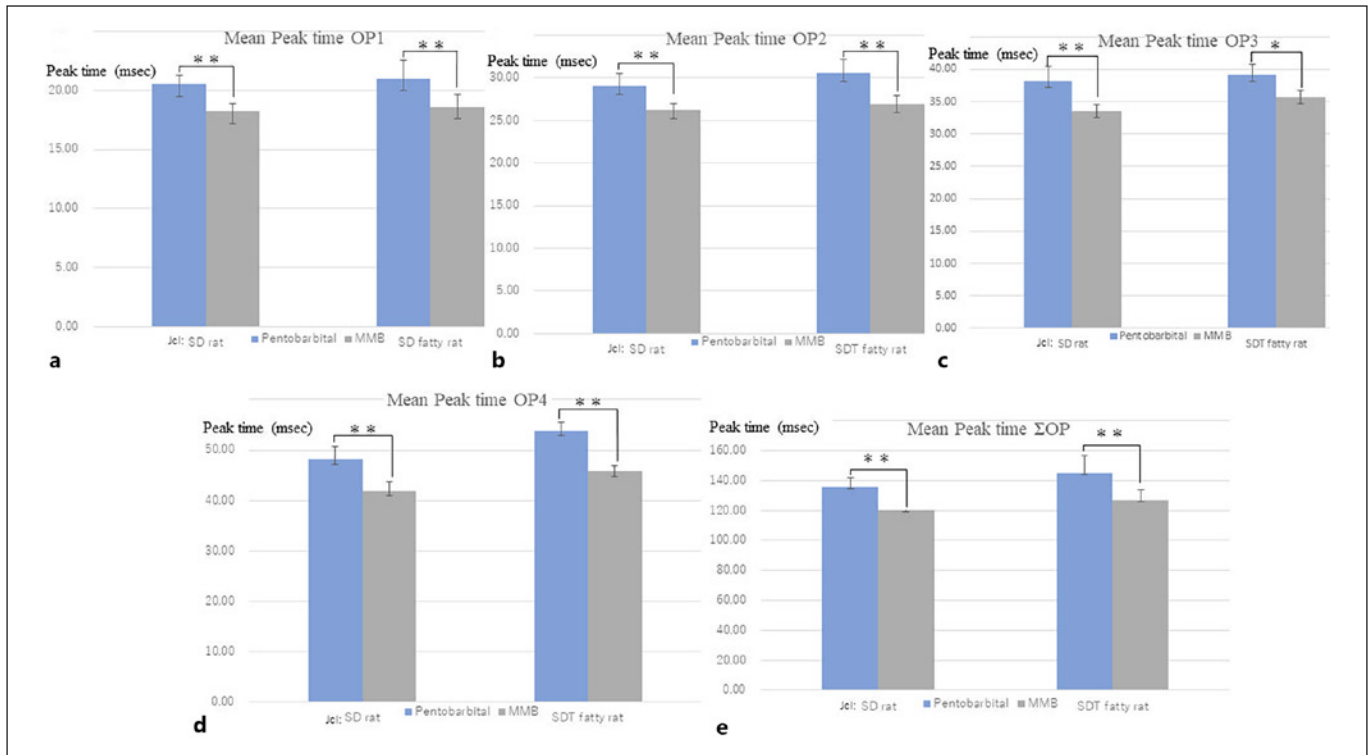 Mean Peak time OP1
Peak time (msec)
* *
* *
20.00
15.00
10.00
5.00
0.00
Jcl: SD rat
Pentobarbital
MMB
SD fatty rat
a
Mean Peak time OP2
* *
* *
30.00
25.00
20.00
15.00
10.00
5.00
0.00
Jcl: SD rat
Pentobarbital
MMB
SDT fatty rat
b
Mean Peak time OP3
Peak time (msec)
* *
*
40.00
35.00
30.00
25.00
20.00
15.00
10.00
5.00
0.00
Jcl: SD rat
Pentobarbital
MMB
SDT fatty rat
c
Mean Peak time OP4
Peak time (msec)
* *
* *
50.00
40.00
30.00
20.00
10.00
0.00
Jcl: SD rat
Pentobarbital
MMB
SDT fatty rat
d
Mean Peak time ΣOP
Peak time (msec)
* *
* *
160.00
140.00
120.00
100.00
80.00
60.00
40.00
20.00
0.00
Jcl: SD rat
Pentobarbital
MMB
SDT fatty rat
e